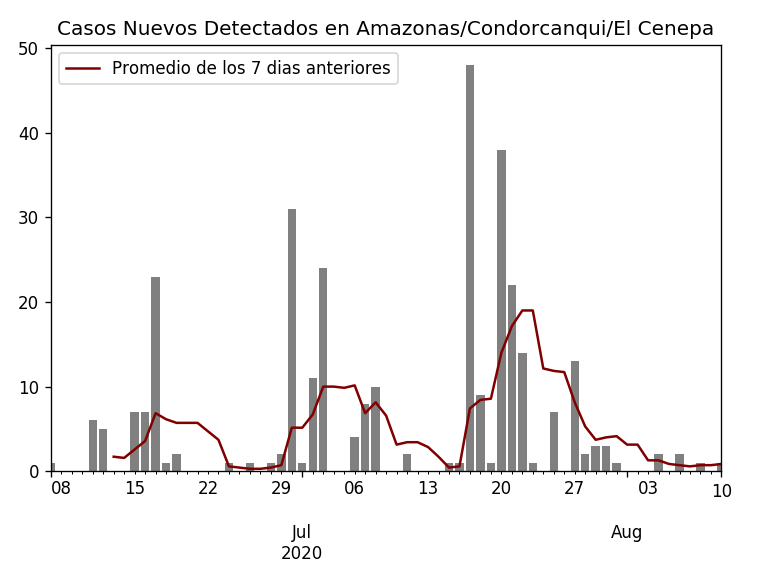 Casos Nuevos Detectados en Amazonas/Condorcanqui/El Cenepa
Promedio de los 7 dias anteriores
50
40
30
20
10
0
08 15 22 29 06 13 20 27 03 10
Jul Aug
2020